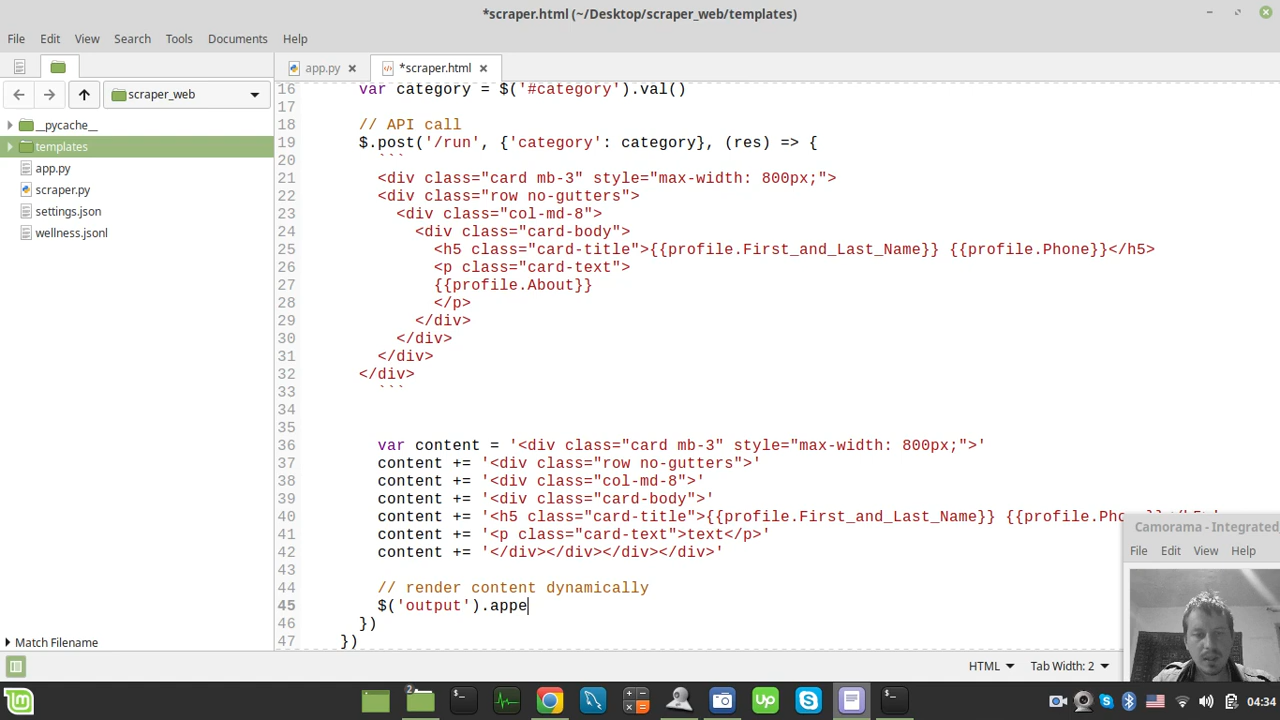 *scraper.html (~/Desktop/scraper_web/templates)
File Edit View Search Tools Documents Help
app.py *scraper.html
scraper_web
__pycache__
templates
app.py
scraper.py
settings.json
wellness.jsonl
Match Filename
16 var category = $('#category').val()
17
18 // API call
19 $.post('/run', {'category': category}, (res) => {
20 ```
21 <div class="card mb-3" style="max-width: 800px;">
22 <div class="row no-gutters">
23 <div class="col-md-8">
24 <div class="card-body">
25 <h5 class="card-title">{{profile.First_and_Last_Name}} {{profile.Phone}}</h5>
26 <p class="card-text">
27 {{profile.About}}
28 </p>
29 </div>
30 </div>
31 </div>
32 </div>
33 ```
34
35
36 var content = '<div class="card mb-3" style="max-width: 800px;">'
37 content += '<div class="row no-gutters">'
38 content += '<div class="col-md-8">'
39 content += '<div class="card-body">'
40 content += '<h5 class="card-title">{{profile.First_and_Last_Name}} {{profile.Pho
41 content += '<p class="card-text">text</p>'
42 content += '</div></div></div></div>'
43
44 // render content dynamically
45 $('output').appe
46 })
47 })
Camorama - Integrated
File Edit View Help
HTML Tab Width: 2
2
Up
04:34